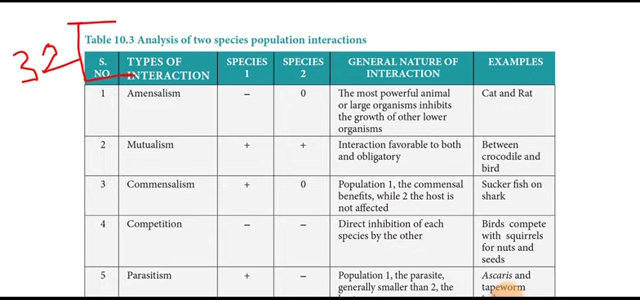 32
Table 10.3 Analysis of two species population interactions
S. NO TYPES OF INTERACTION SPECIES 1 SPECIES 2 GENERAL NATURE OF INTERACTION EXAMPLES
1 Amensalism − 0 The most powerful animal Cat and Rat
or large organisms inhibits
the growth of other lower
organisms
2 Mutualism + + Interaction favorable to both Between
and obligatory crocodile and
bird
3 Commensalism + 0 Population 1, the commensal Sucker fish on
benefits, while 2 the host is shark
not affected
4 Competition − − Direct inhibition of each Birds compete
species by the other with squirrels
for nuts and
seeds
5 Parasitism + − Population 1, the parasite, Ascaris and
generally smaller than 2, the tapeworm